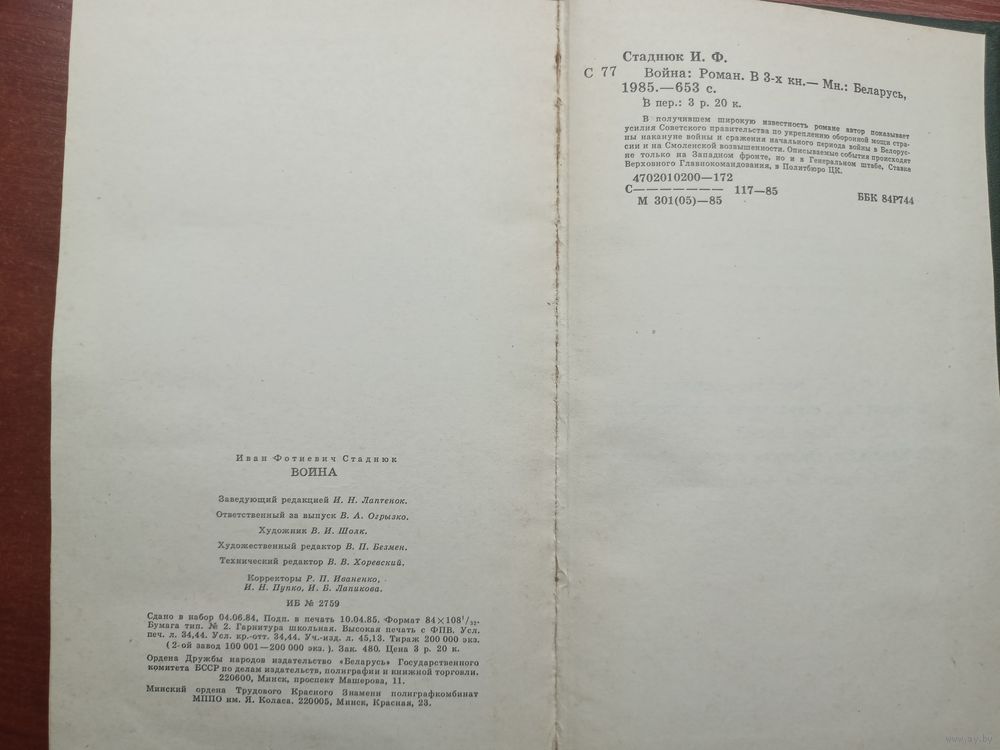 Иван Фотиевич Стаднюк
ВОЙНА
Заведующий редакцией И. Н. Лаптенок.
Ответственный за выпуск В. А. Огрызко.
Художник В. И. Шолк.
Художественный редактор В. П. Безмен.
Технический редактор В. В. Хоревский.
Корректоры Р. П. Иваненко,
И. Н. Пупко, И. Б. Лапикова.
ИБ № 2759
Сдано в набор 04.06.84. Подп. в печать 10.04.85. Формат 84×108¹/₃₂.
Бумага тип. № 2. Гарнитура школьная. Высокая печать с ФПВ. Усл.
печ. л. 34,44. Усл. кр.-отт. 34,44. Уч.-изд. л. 45,13. Тираж 200 000 экз.
(2-ой завод 100 001—200 000 экз.). Зак. 480. Цена 3 р. 20 к.
Ордена Дружбы народов издательство «Беларусь» Государственного
комитета БССР по делам издательств, полиграфии и книжной торговли.
220600, Минск, проспект Машерова, 11.
Минский ордена Трудового Красного Знамени полиграфкомбинат
МППО им. Я. Коласа. 220005, Минск, Красная, 23.
Стаднюк И. Ф.
С 77 Война: Роман. В 3-х кн.— Мн.: Беларусь,
1985.—653 с.
В пер.: 3 р. 20 к.
В получившем широкую известность романе автор показывает
усилия Советского правительства по укреплению оборонной мощи стра-
ны накануне войны и сражения начального периода войны в Белорус-
сии и на Смоленской возвышенности. Описываемые события происходят
не только на Западном фронте, но и в Генеральном штабе, Ставке
Верховного Главнокомандования, в Политбюро ЦК.
4702010200—172
С——————— 117—85
М 301(05)—85 ББК 84Р744
www.ay.by